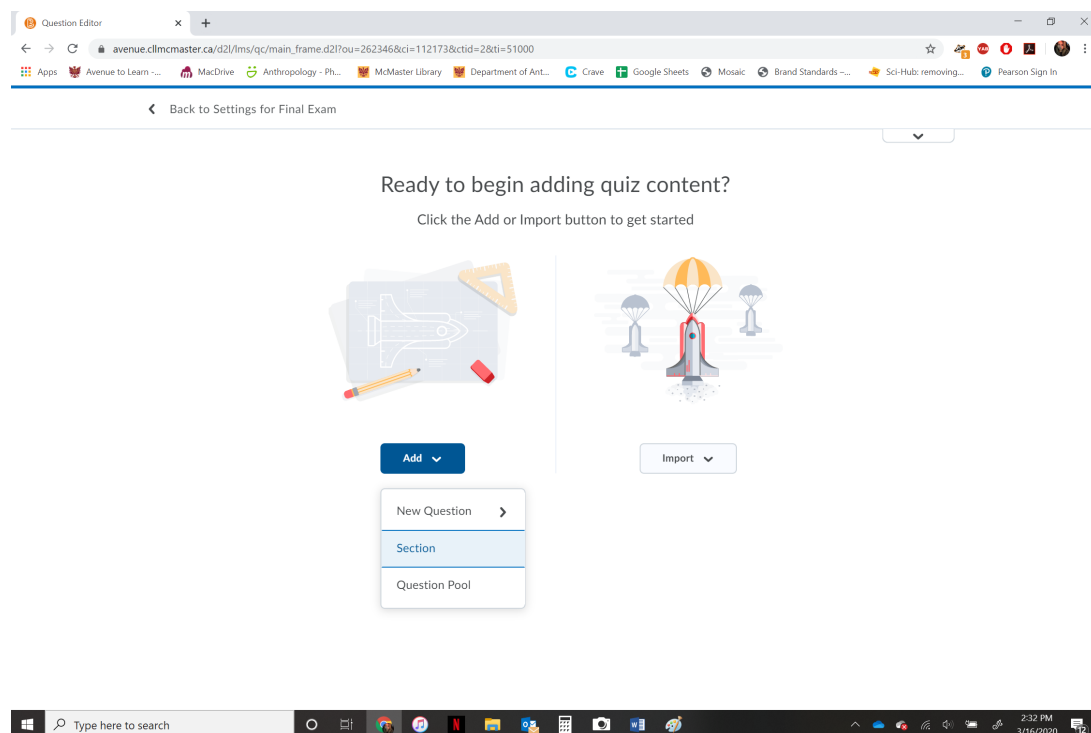 Question Editor
avenue.cllmcmaster.ca/d2l/lms/qc/main_frame.d2l?ou=262346&ci=112173&ctid=2&ti=51000
Apps Avenue to Learn -... MacDrive Anthropology - Ph... McMaster Library Department of Ant... Crave Google Sheets Mosaic Brand Standards –... Sci-Hub: removing... Pearson Sign In
Back to Settings for Final Exam
Ready to begin adding quiz content?
Click the Add or Import button to get started
Add Import
New Question
Section
Question Pool
Type here to search
2:32 PM
3/16/2020
12